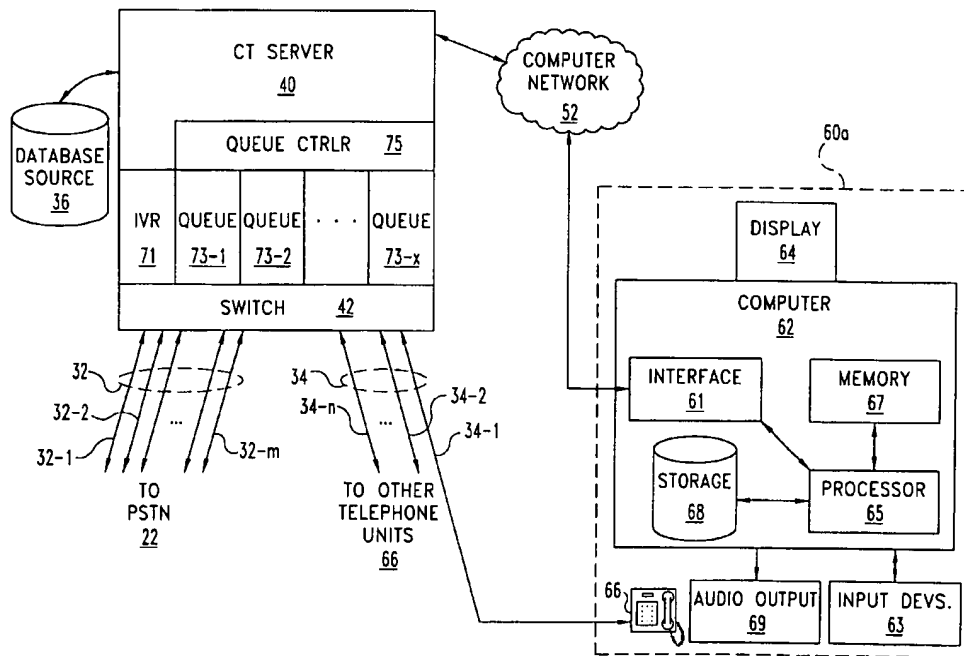 CT SERVER
40
DATABASE
SOURCE
36
QUEUE CTRLR 75
IVR
71
QUEUE
73-1
QUEUE
73-2
. . .
QUEUE
73-x
SWITCH 42
COMPUTER
NETWORK
52
60a
DISPLAY
64
COMPUTER
62
INTERFACE
61
MEMORY
67
STORAGE
68
PROCESSOR
65
32
32-2
32-1
...
32-m
34
34-n
...
34-2
34-1
TO
PSTN
22
TO OTHER
TELEPHONE
UNITS
66
66
AUDIO OUTPUT
69
INPUT DEVS.
63